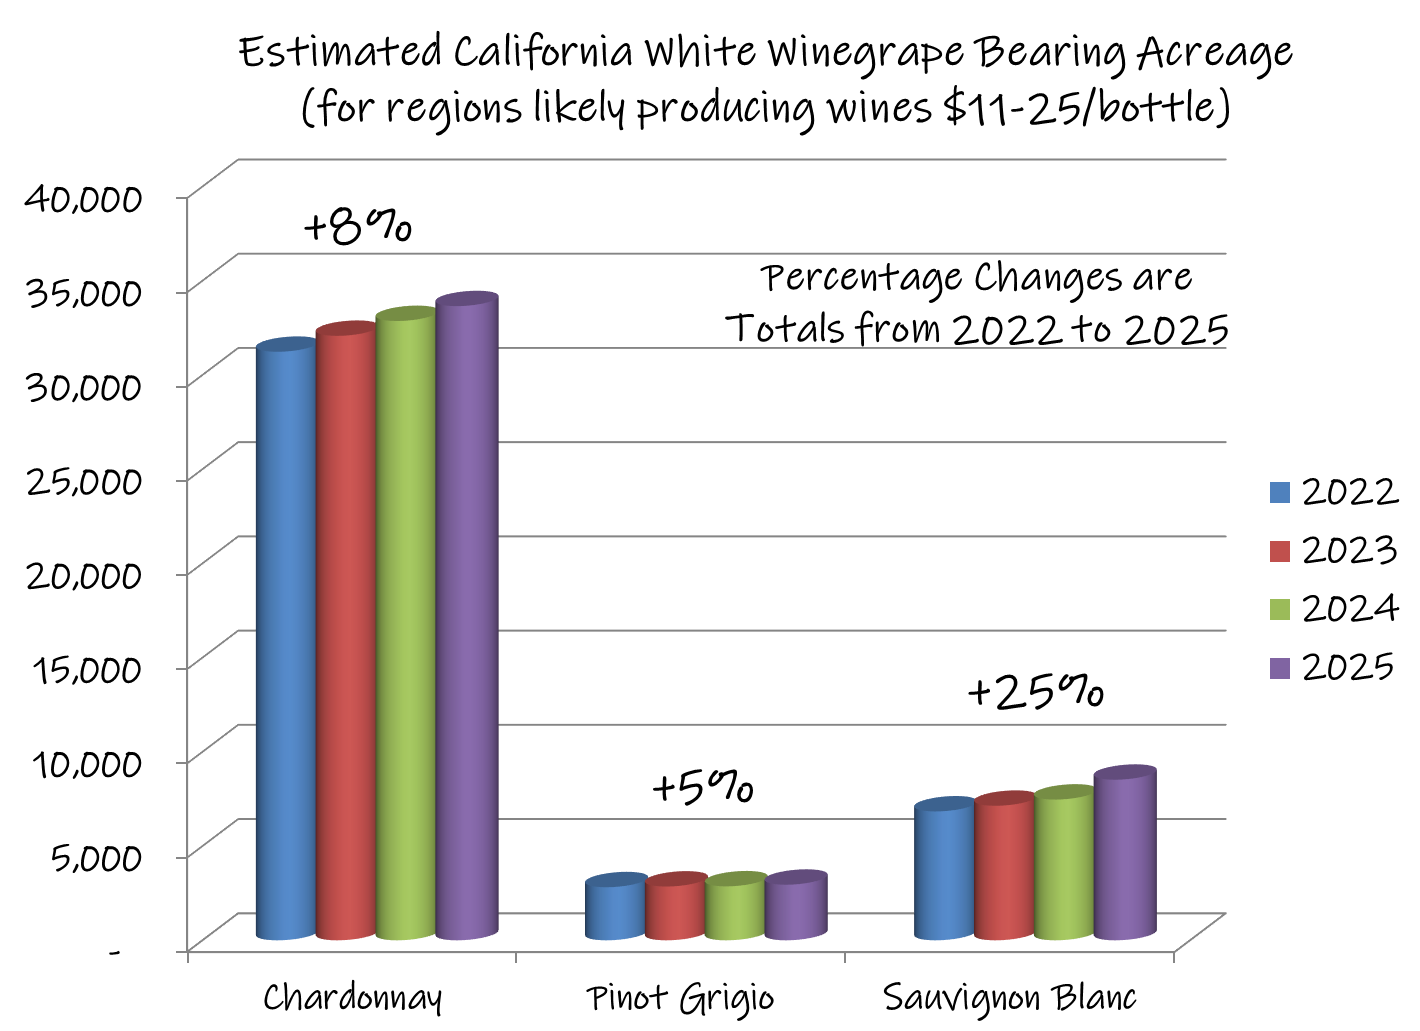 Estimated California White Winegrape Bearing Acreage
(for regions likely producing wines $11-25/bottle)
40,000
+8%
35,000
Percentage Changes are
Totals from 2022 to 2025
30,000
25,000
2022
2023
20,000
2024
15,000
2025
+25%
10,000
+5%
5,000
-
Chardonnay
Pinot Grigio
Sauvignon Blanc